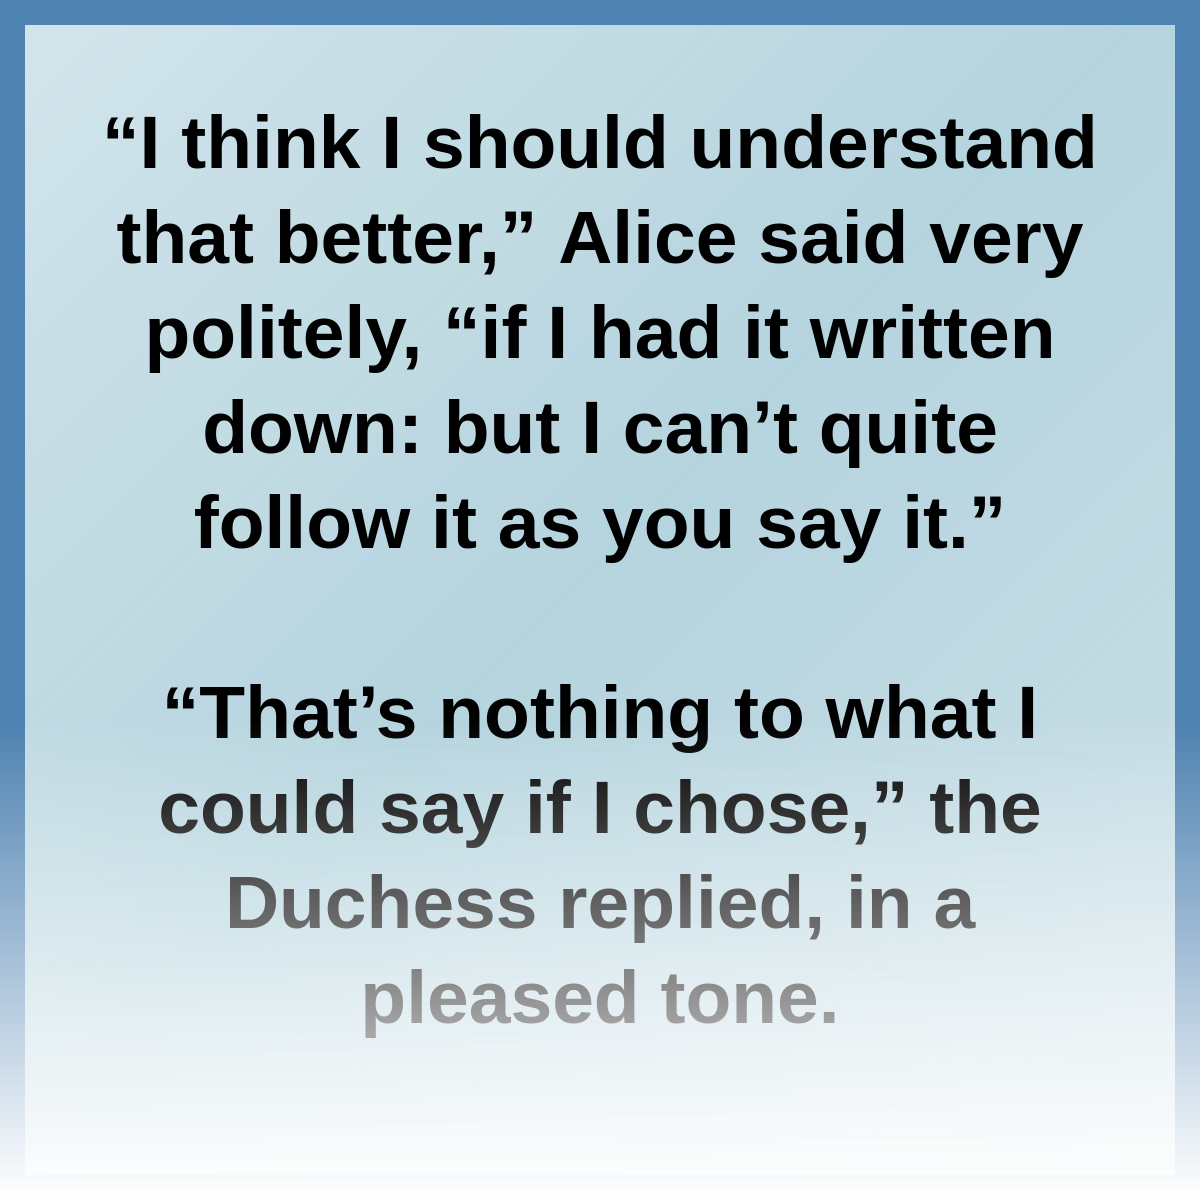 “I think I should understand
that better,” Alice said very
politely, “if I had it written
down: but I can’t quite
follow it as you say it.”
“That’s nothing to what I
could say if I chose,” the
Duchess replied, in a
pleased tone.